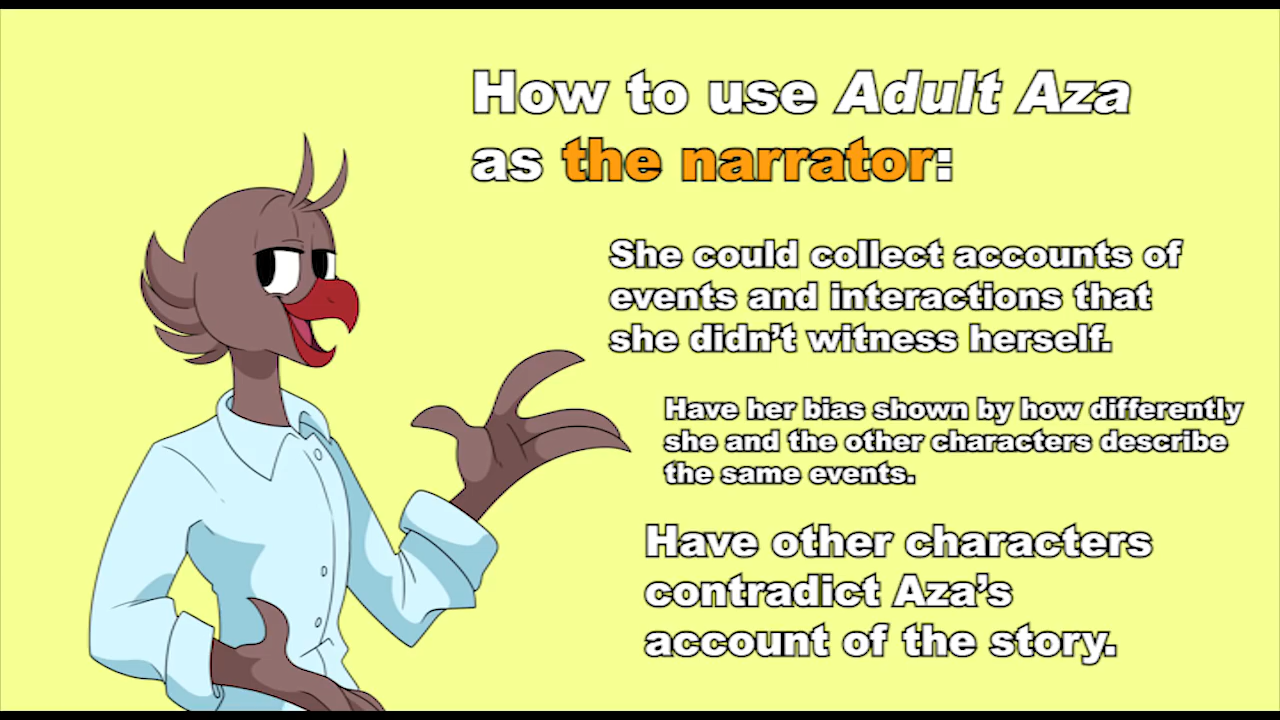 How to use Adult Aza
as the narrator:
She could collect accounts of
events and interactions that
she didn’t witness herself.
Have her bias shown by how differently
she and the other characters describe
the same events.
Have other characters
contradict Aza’s
account of the story.